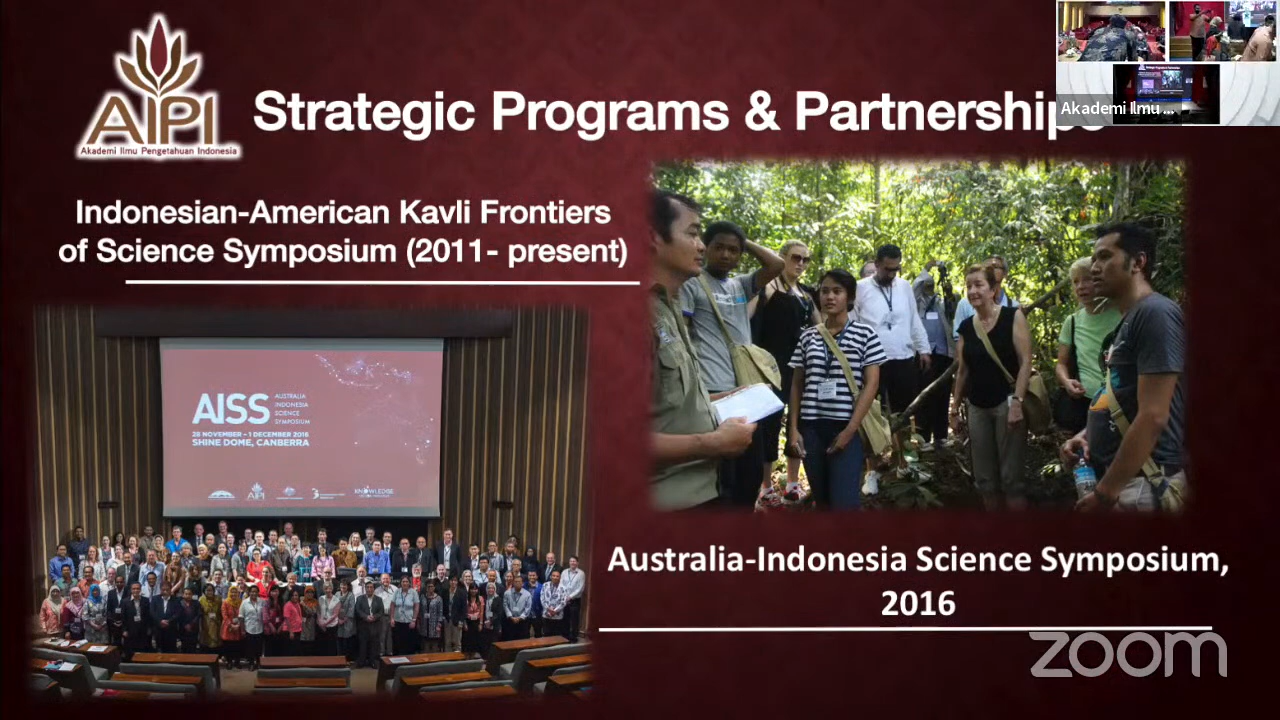 AIPI
Akademi Ilmu Pengetahuan Indonesia
Strategic Programs & Partnerships
Akademi Ilmu ...
Indonesian-American Kavli Frontiers
of Science Symposium (2011- present)
AISS
AUSTRALIA
INDONESIA
SCIENCE
SYMPOSIUM
28 NOVEMBER – 1 DECEMBER 2016
SHINE DOME, CANBERRA
AIPI
KNOWLEDGE
Australia-Indonesia Science Symposium,
2016
zoom